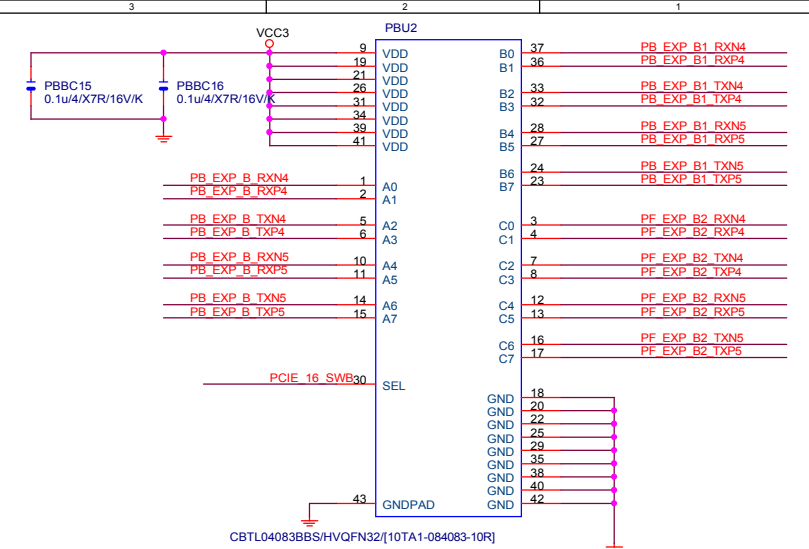 3 2 1
VCC3
PBU2
PBBC15
0.1u/4/X7R/16V/K
PBBC16
0.1u/4/X7R/16V/K
9 VDD
19 VDD
21 VDD
26 VDD
31 VDD
34 VDD
39 VDD
41 VDD
PB_EXP_B_RXN4 1 A0
PB_EXP_B_RXP4 2 A1
PB_EXP_B_TXN4 5 A2
PB_EXP_B_TXP4 6 A3
PB_EXP_B_RXN5 10 A4
PB_EXP_B_RXP5 11 A5
PB_EXP_B_TXN5 14 A6
PB_EXP_B_TXP5 15 A7
PCIE_16_SWB 30 SEL
43 GNDPAD
B0 37 PB_EXP_B1_RXN4
B1 36 PB_EXP_B1_RXP4
B2 33 PB_EXP_B1_TXN4
B3 32 PB_EXP_B1_TXP4
B4 28 PB_EXP_B1_RXN5
B5 27 PB_EXP_B1_RXP5
B6 24 PB_EXP_B1_TXN5
B7 23 PB_EXP_B1_TXP5
C0 3 PF_EXP_B2_RXN4
C1 4 PF_EXP_B2_RXP4
C2 7 PF_EXP_B2_TXN4
C3 8 PF_EXP_B2_TXP4
C4 12 PF_EXP_B2_RXN5
C5 13 PF_EXP_B2_RXP5
C6 16 PF_EXP_B2_TXN5
C7 17 PF_EXP_B2_TXP5
GND 18
GND 20
GND 22
GND 25
GND 29
GND 35
GND 38
GND 40
GND 42
CBTL04083BBS/HVQFN32/[10TA1-084083-10R]